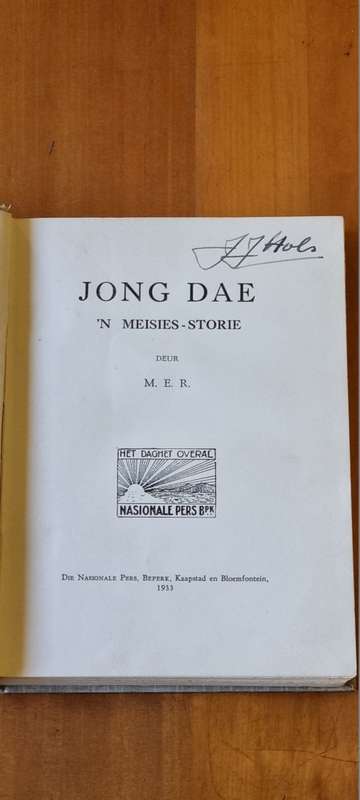 J J Hols
JONG DAE
'N MEISIES-STORIE
DEUR
M. E. R.
HET DAGHET OVERAL
NASIONALE PERS BPK
DIE NASIONALE PERS, BEPERK, Kaapstad en Bloemfontein,
1933